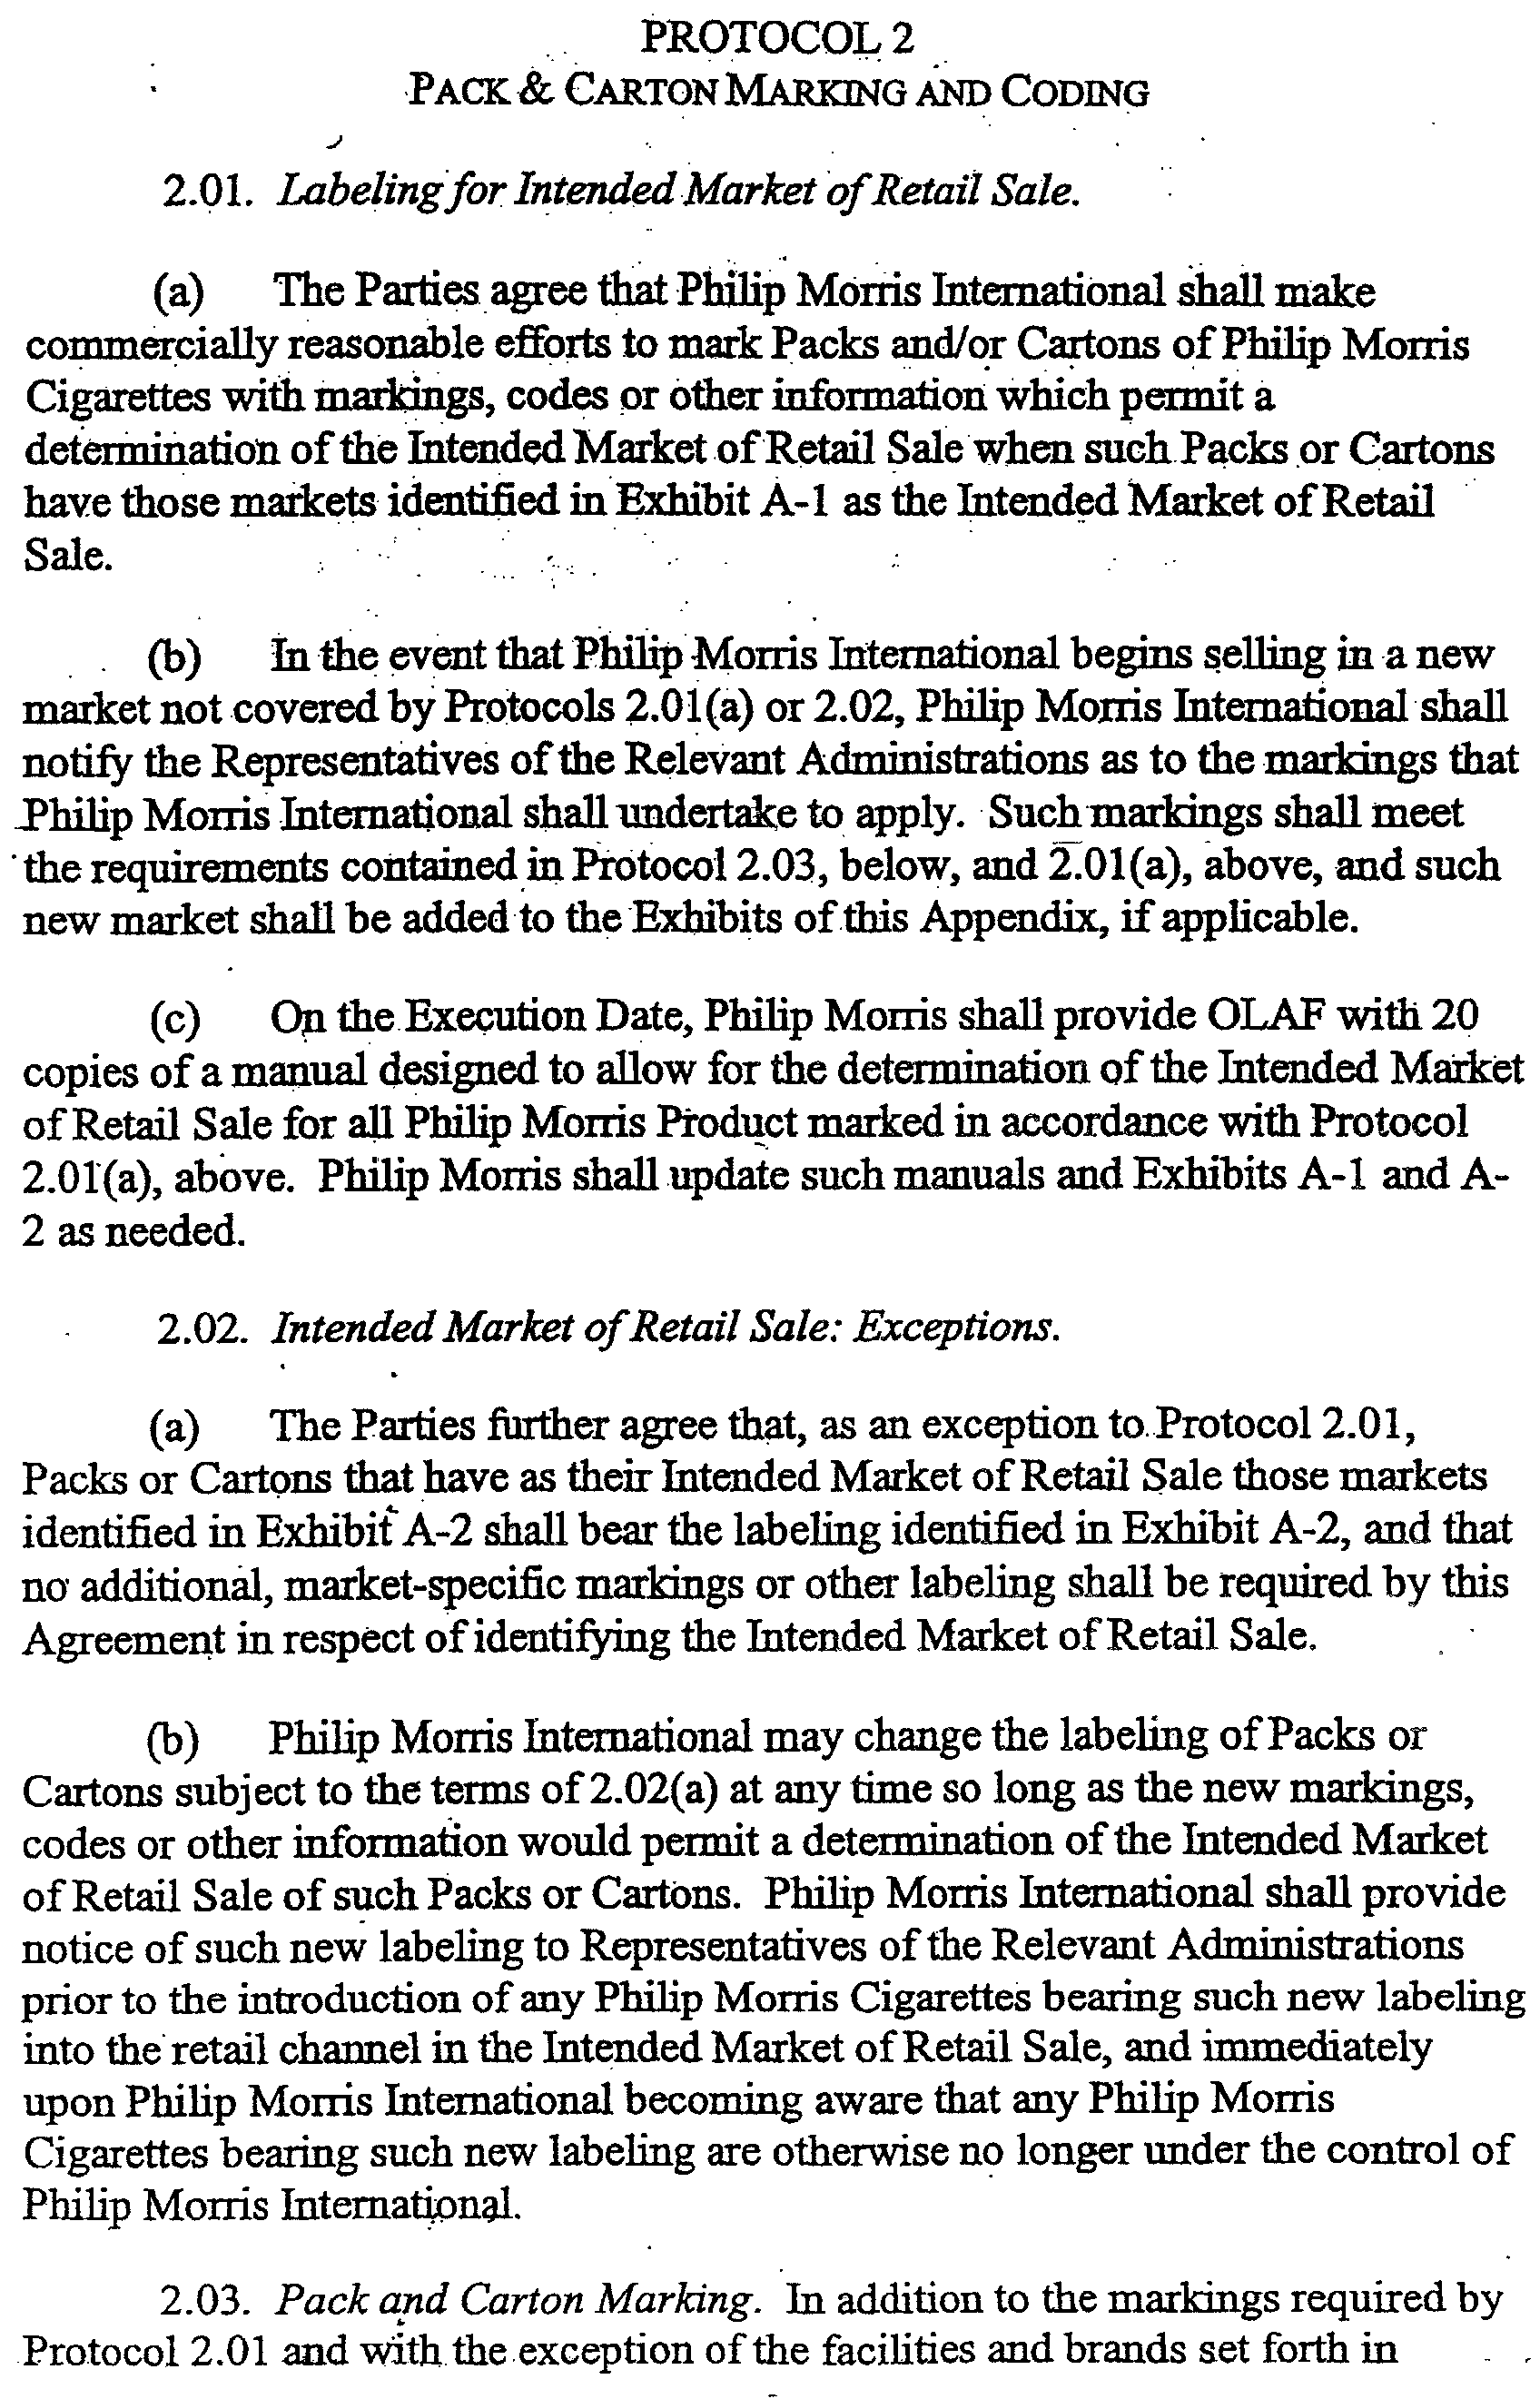 PROTOCOL 2
PACK & CARTON MARKING AND CODING
2.01. Labeling for Intended Market of Retail Sale.
(a) The Parties agree that Philip Morris International shall make
commercially reasonable efforts to mark Packs and/or Cartons of Philip Morris
Cigarettes with markings, codes or other information which permit a
determination of the Intended Market of Retail Sale when such Packs or Cartons
have those markets identified in Exhibit A-1 as the Intended Market of Retail
Sale.
(b) In the event that Philip Morris International begins selling in a new
market not covered by Protocols 2.01(a) or 2.02, Philip Morris International shall
notify the Representatives of the Relevant Administrations as to the markings that
Philip Morris International shall undertake to apply. Such markings shall meet
the requirements contained in Protocol 2.03, below, and 2.01(a), above, and such
new market shall be added to the Exhibits of this Appendix, if applicable.
(c) On the Execution Date, Philip Morris shall provide OLAF with 20
copies of a manual designed to allow for the determination of the Intended Market
of Retail Sale for all Philip Morris Product marked in accordance with Protocol
2.01(a), above. Philip Morris shall update such manuals and Exhibits A-1 and A-
2 as needed.
2.02. Intended Market of Retail Sale: Exceptions.
(a) The Parties further agree that, as an exception to Protocol 2.01,
Packs or Cartons that have as their Intended Market of Retail Sale those markets
identified in Exhibit A-2 shall bear the labeling identified in Exhibit A-2, and that
no additional, market-specific markings or other labeling shall be required by this
Agreement in respect of identifying the Intended Market of Retail Sale.
(b) Philip Morris International may change the labeling of Packs or
Cartons subject to the terms of 2.02(a) at any time so long as the new markings,
codes or other information would permit a determination of the Intended Market
of Retail Sale of such Packs or Cartons. Philip Morris International shall provide
notice of such new labeling to Representatives of the Relevant Administrations
prior to the introduction of any Philip Morris Cigarettes bearing such new labeling
into the retail channel in the Intended Market of Retail Sale, and immediately
upon Philip Morris International becoming aware that any Philip Morris
Cigarettes bearing such new labeling are otherwise no longer under the control of
Philip Morris International.
2.03. Pack and Carton Marking. In addition to the markings required by
Protocol 2.01 and with the exception of the facilities and brands set forth in